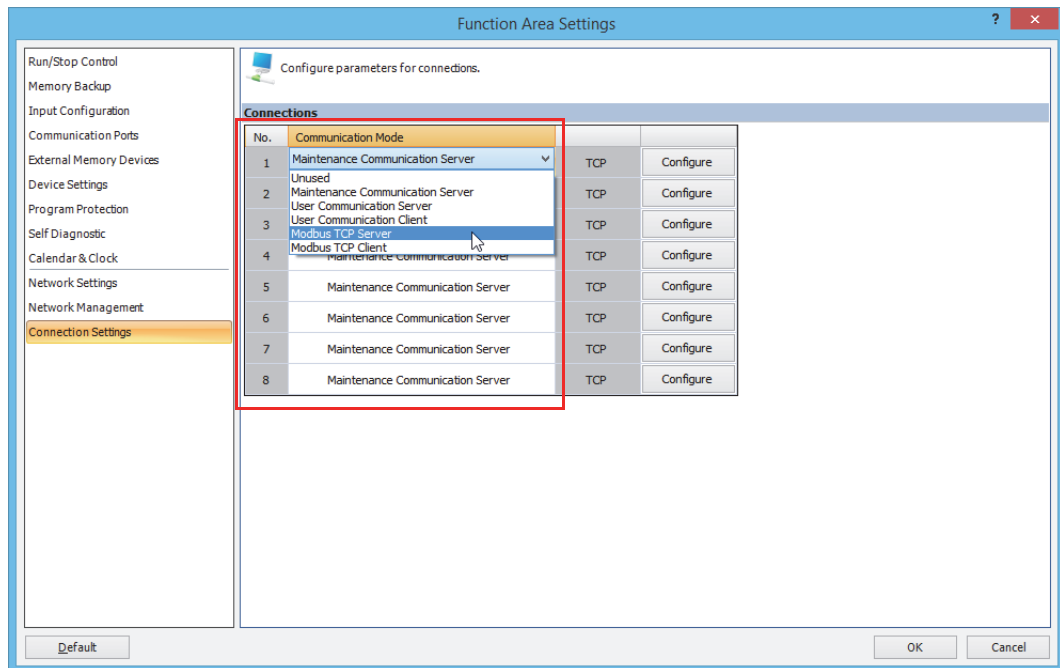 Function Area Settings
?
×
Run/Stop Control
Memory Backup
Input Configuration
Communication Ports
External Memory Devices
Device Settings
Program Protection
Self Diagnostic
Calendar & Clock
Network Settings
Network Management
Connection Settings
Configure parameters for connections.
Connections
No. Communication Mode
1 Maintenance Communication Server TCP Configure
Unused
Maintenance Communication Server
User Communication Server
User Communication Client
Modbus TCP Server
Modbus TCP Client
2 TCP Configure
3 TCP Configure
4 Maintenance Communication Server TCP Configure
5 Maintenance Communication Server TCP Configure
6 Maintenance Communication Server TCP Configure
7 Maintenance Communication Server TCP Configure
8 Maintenance Communication Server TCP Configure
Default
OK
Cancel